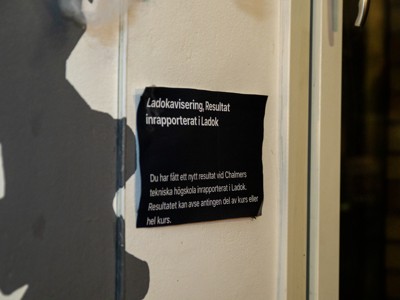 Ladokavisering, Resultat
inrapporterat i Ladok
Du har fått ett nytt resultat vid Chalmers
tekniska högskola inrapporterat i Ladok.
Resultatet kan avse antingen del av kurs eller
hel kurs.